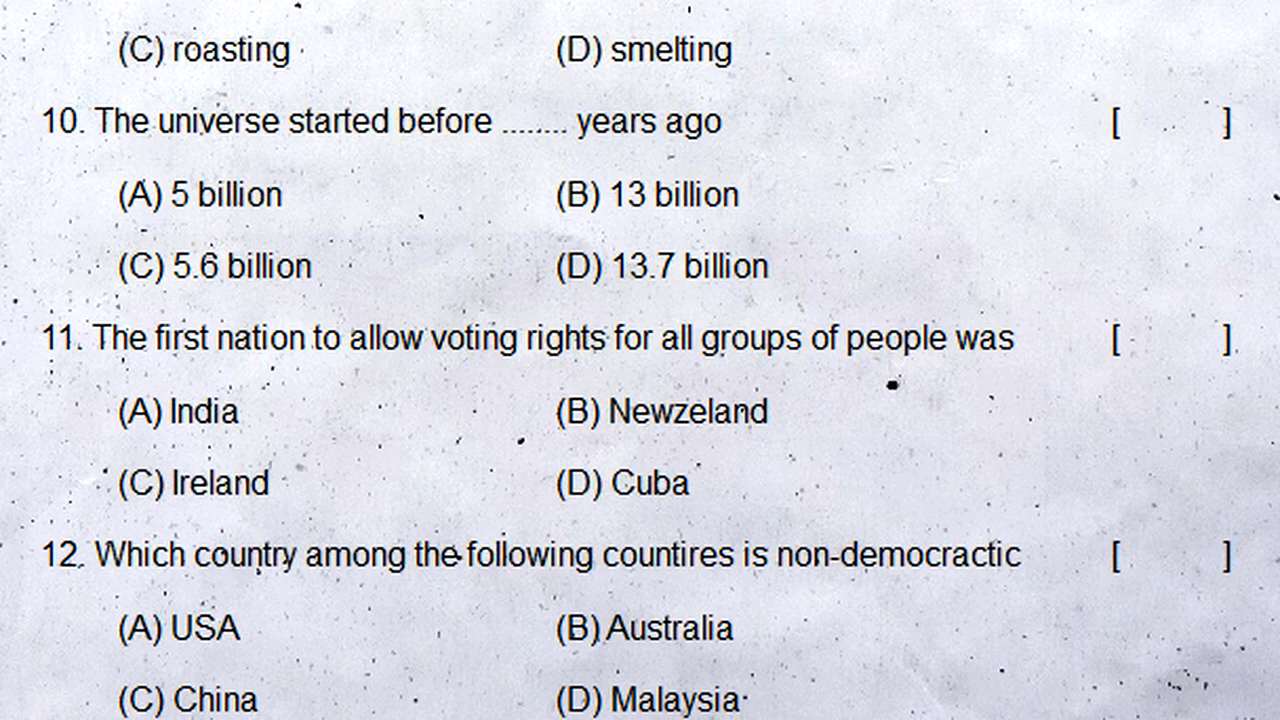 (C) roasting (D) smelting
10. The universe started before ........ years ago [ ]
(A) 5 billion (B) 13 billion
(C) 5.6 billion (D) 13.7 billion
11. The first nation to allow voting rights for all groups of people was [ ]
(A) India (B) Newzeland
(C) Ireland (D) Cuba
12. Which country among the following countires is non-democractic [ ]
(A) USA (B) Australia
(C) China (D) Malaysia